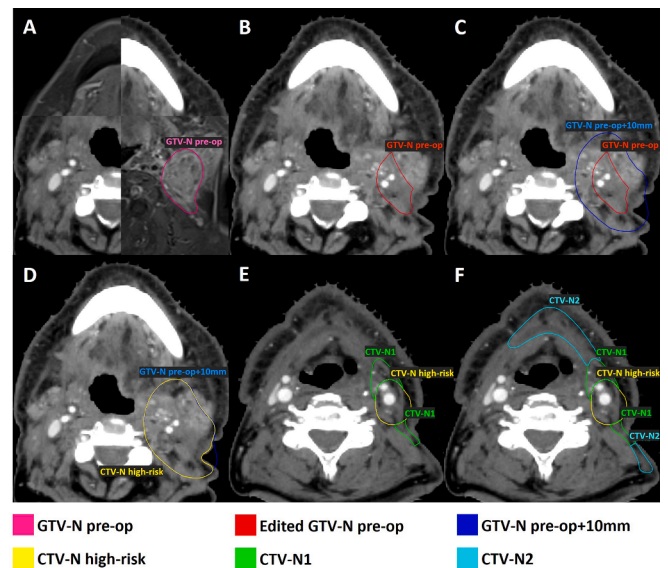 A
B
C
GTV-N pre-op
GTV-N pre-op
GTV-N pre-op+10mm
GTV-N pre-op
D
E
F
GTV-N pre-op+10mm
CTV-N high-risk
CTV-N1
CTV-N high-risk
CTV-N1
CTV-N2
CTV-N1
CTV-N high-risk
CTV-N1
CTV-N2
GTV-N pre-op
Edited GTV-N pre-op
GTV-N pre-op+10mm
CTV-N high-risk
CTV-N1
CTV-N2